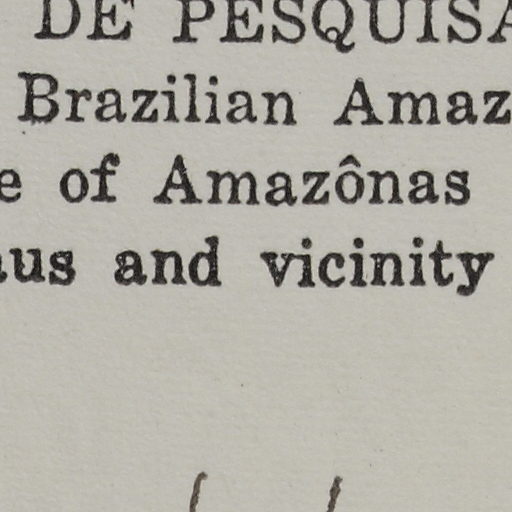 DE PESQUISA
Brazilian Amaz
e of Amazônas
aus and vicinity